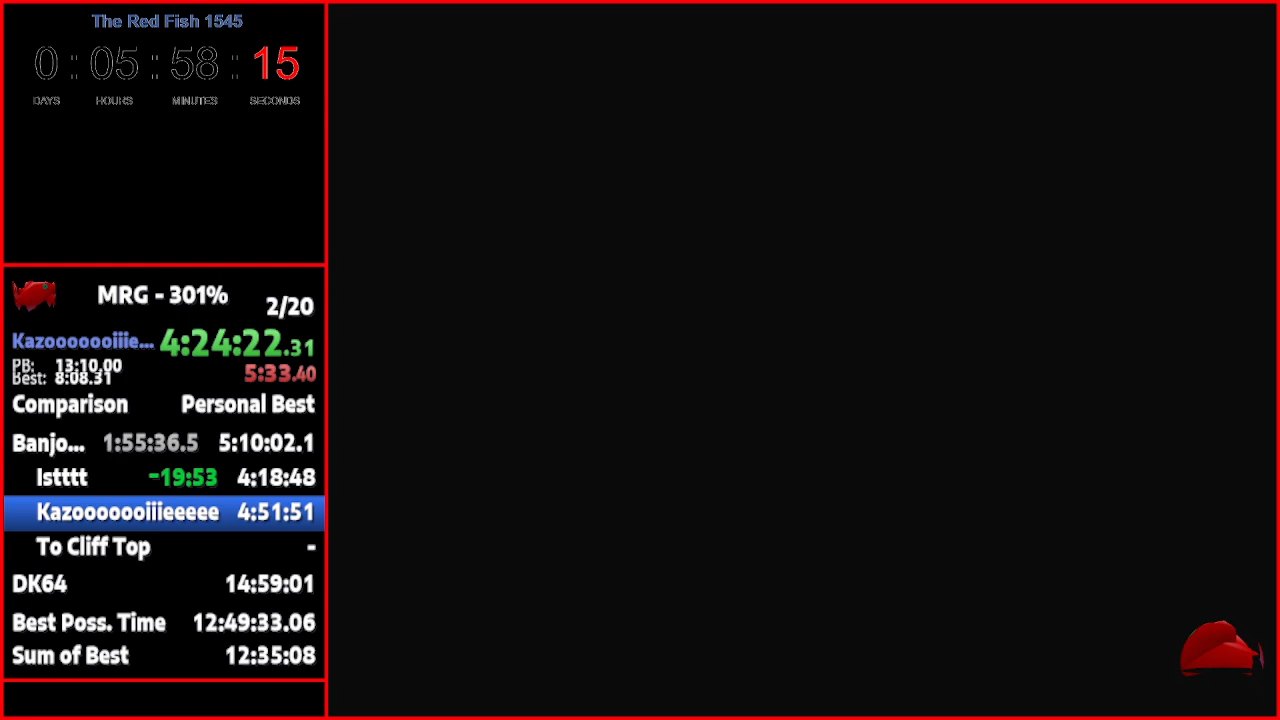 The Red Fish 1545
0 : 05 : 58 : 15
DAYS HOURS MINUTES SECONDS
MRG - 301%
2/20
Kazooooooiiie... 4:24:22.31
PB: 13:10.00
Best: 8:08.31
5:33.40
Comparison Personal Best
Banjo... 1:55:36.5 5:10:02.1
Istttt -19:53 4:18:48
Kazooooooiiieeeee 4:51:51
To Cliff Top -
DK64 14:59:01
Best Poss. Time 12:49:33.06
Sum of Best 12:35:08